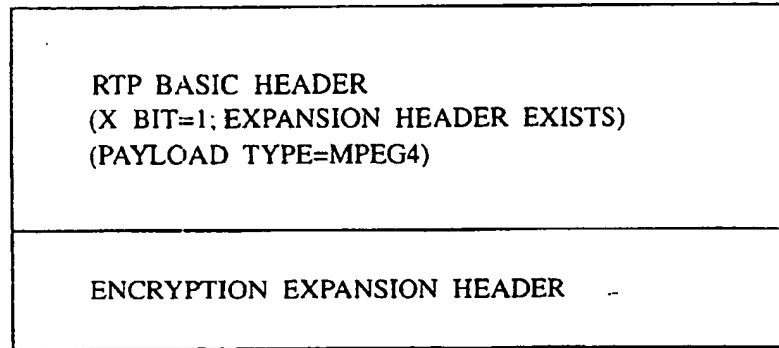 RTP BASIC HEADER
(X BIT=1; EXPANSION HEADER EXISTS)
(PAYLOAD TYPE=MPEG4)
ENCRYPTION EXPANSION HEADER